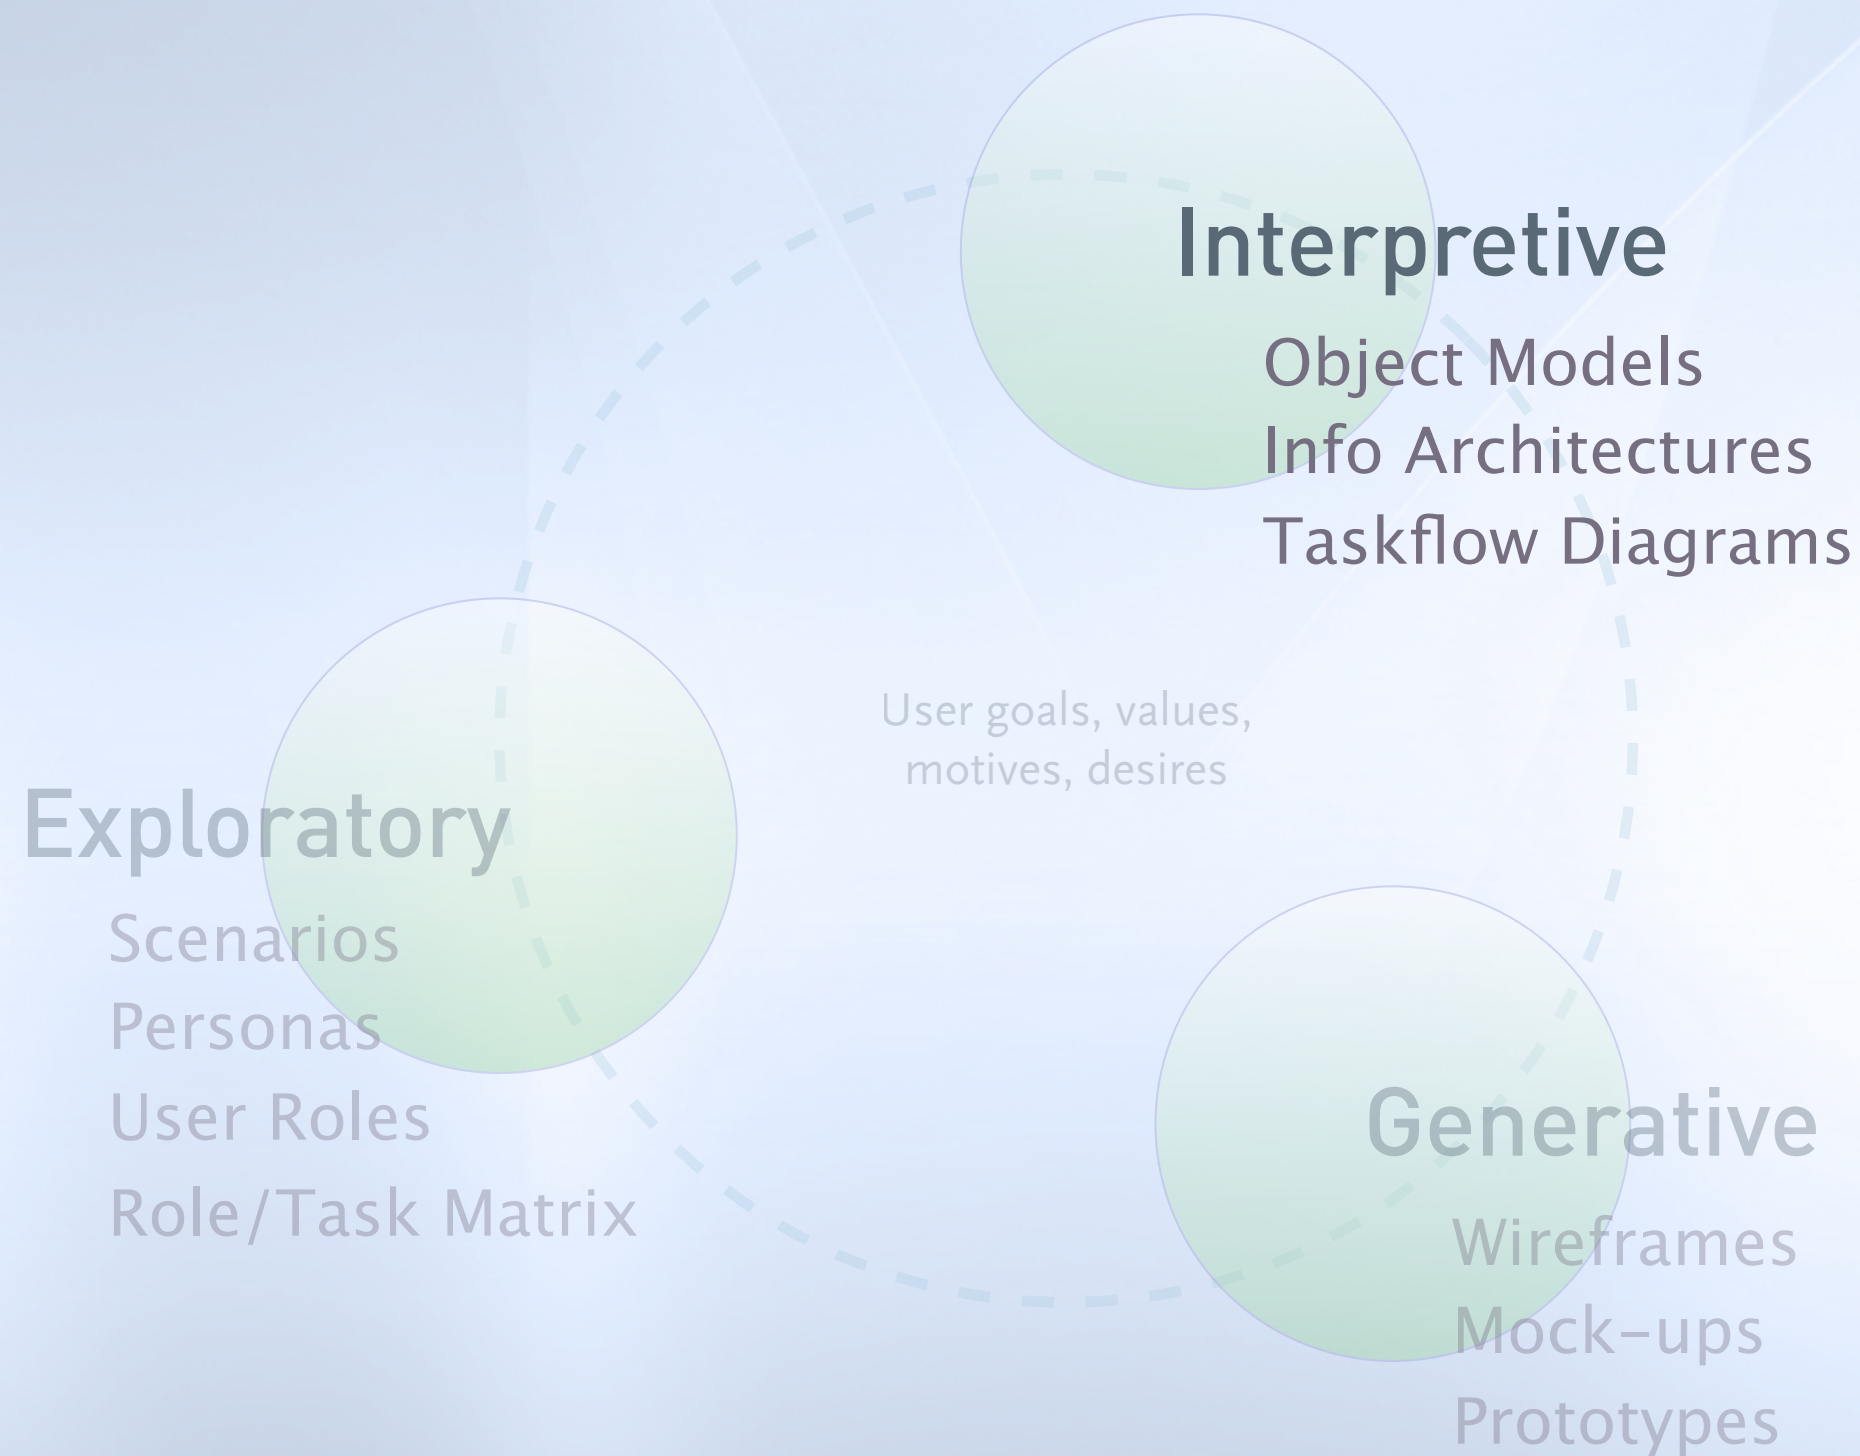 Interpretive
Object Models
Info Architectures
Taskflow Diagrams
User goals, values,
motives, desires
Exploratory
Scenarios
Personas
User Roles
Role/Task Matrix
Generative
Wireframes
Mock-ups
Prototypes